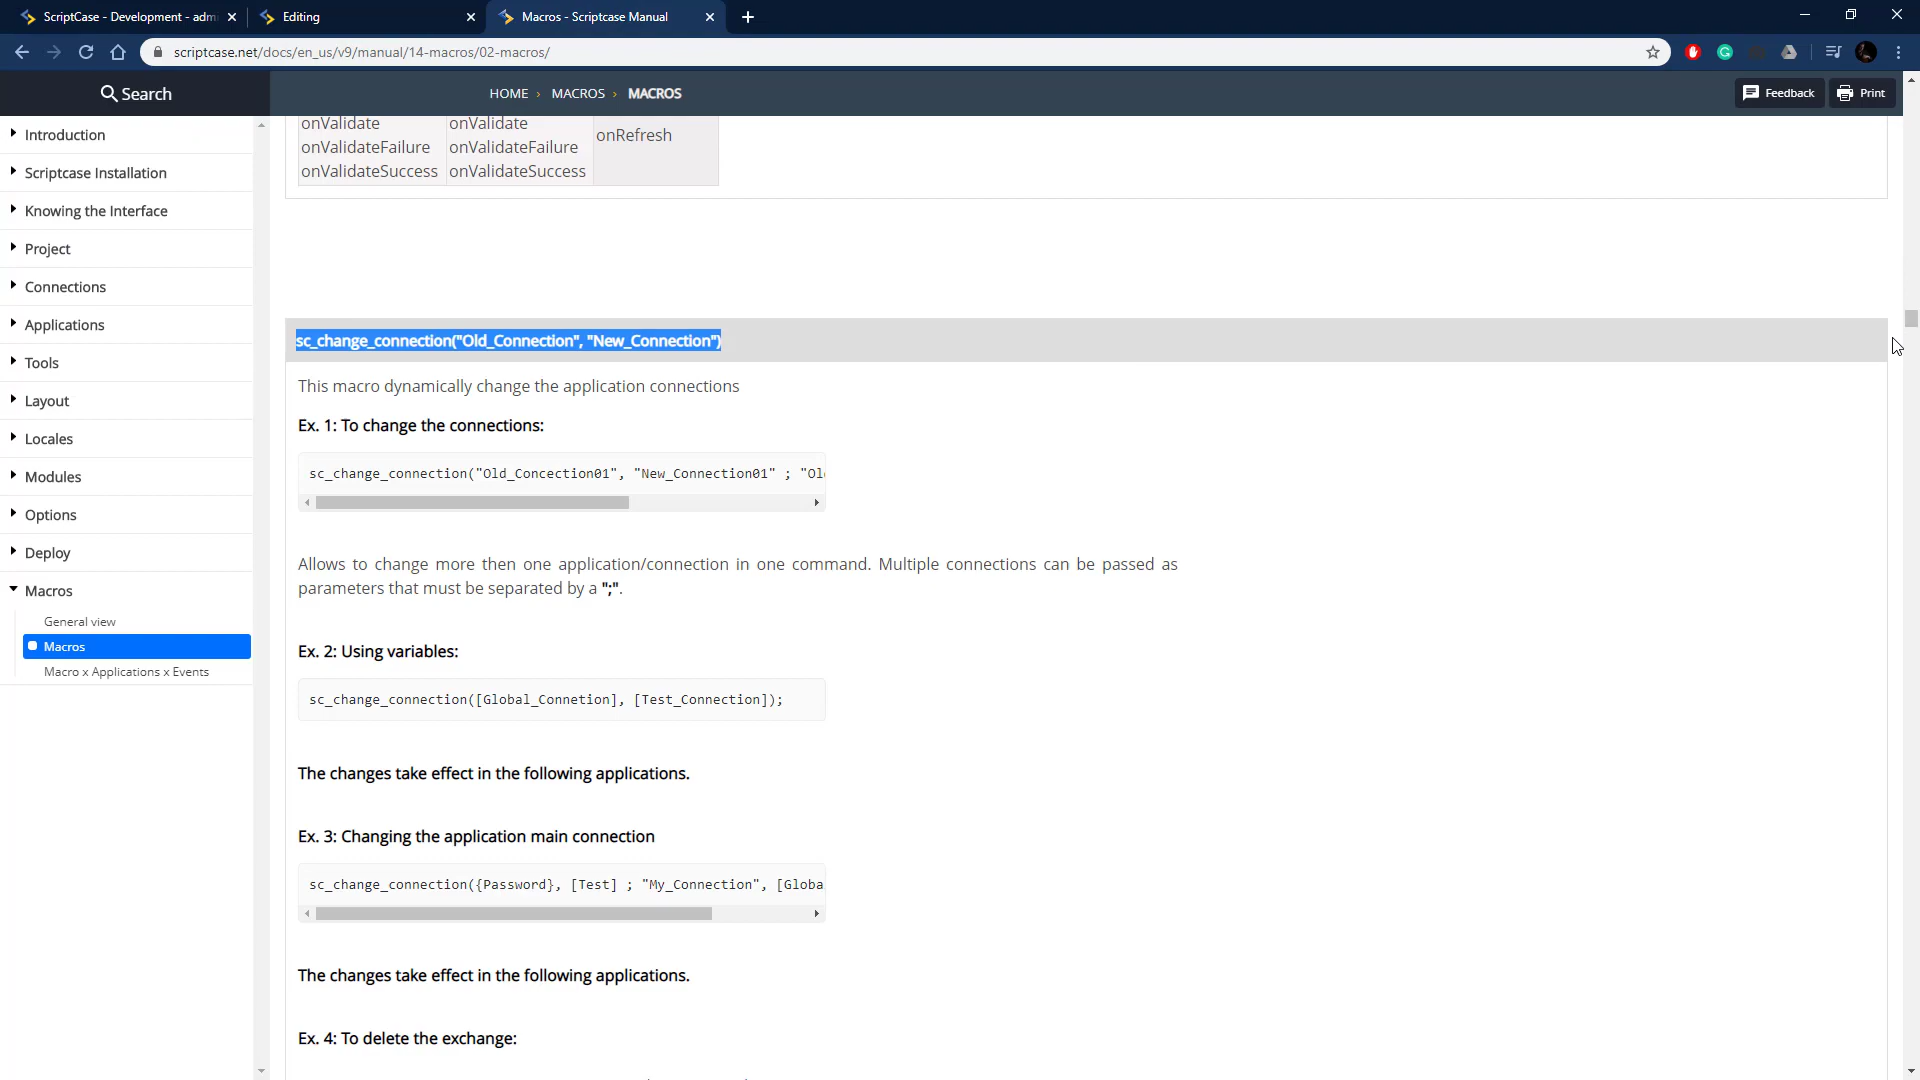 ScriptCase - Development - adm
Editing
Macros - Scriptcase Manual
scriptcase.net/docs/en_us/v9/manual/14-macros/02-macros/
Search
HOME › MACROS › MACROS
Feedback
Print
Introduction
Scriptcase Installation
Knowing the Interface
Project
Connections
Applications
Tools
Layout
Locales
Modules
Options
Deploy
Macros
General view
Macros
Macro x Applications x Events
onValidate onValidate
onRefresh
onValidateFailure onValidateFailure
onValidateSuccess onValidateSuccess
sc_change_connection("Old_Connection", "New_Connection")
This macro dynamically change the application connections
Ex. 1: To change the connections:
sc_change_connection("Old_Concection01", "New_Connection01" ; "Ol
Allows to change more then one application/connection in one command. Multiple connections can be passed as
parameters that must be separated by a ";".
Ex. 2: Using variables:
sc_change_connection([Global_Connetion], [Test_Connection]);
The changes take effect in the following applications.
Ex. 3: Changing the application main connection
sc_change_connection({Password}, [Test] ; "My_Connection", [Globa
The changes take effect in the following applications.
Ex. 4: To delete the exchange: